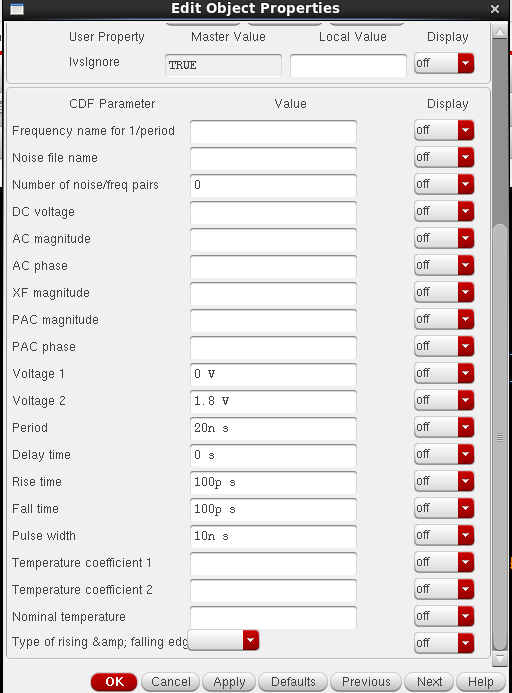 Edit Object Properties
User Property Master Value Local Value Display
lvsIgnore TRUE off
CDF Parameter Value Display
Frequency name for 1/period off
Noise file name off
Number of noise/freq pairs 0 off
DC voltage off
AC magnitude off
AC phase off
XF magnitude off
PAC magnitude off
PAC phase off
Voltage 1 0 V off
Voltage 2 1.8 V off
Period 20n s off
Delay time 0 s off
Rise time 100p s off
Fall time 100p s off
Pulse width 10n s off
Temperature coefficient 1 off
Temperature coefficient 2 off
Nominal temperature off
Type of rising &amp; falling edg off
OK Cancel Apply Defaults Previous Next Help